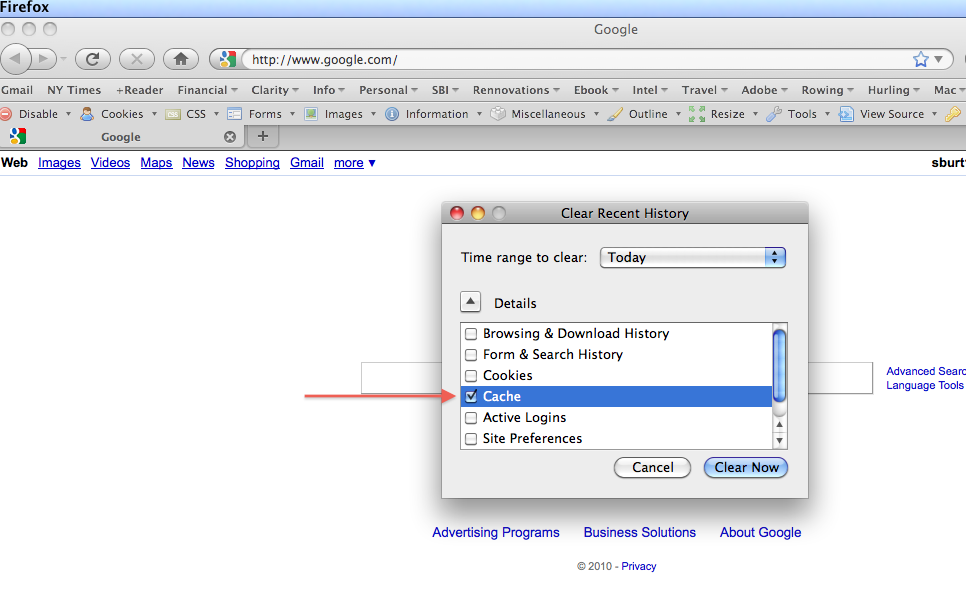 Firefox
Google
http://www.google.com/
Gmail NY Times +Reader Financial Clarity Info Personal SBI Rennovations Ebook Intel Travel Adobe Rowing Hurling Mac
Disable Cookies CSS Forms Images Information Miscellaneous Outline Resize Tools View Source
Google
Web Images Videos Maps News Shopping Gmail more ▼ sburt
Clear Recent History
Time range to clear: Today
Details
Browsing & Download History
Form & Search History
Cookies
Cache
Active Logins
Site Preferences
Advanced Searc
Language Tools
Cancel Clear Now
Advertising Programs Business Solutions About Google
© 2010 - Privacy